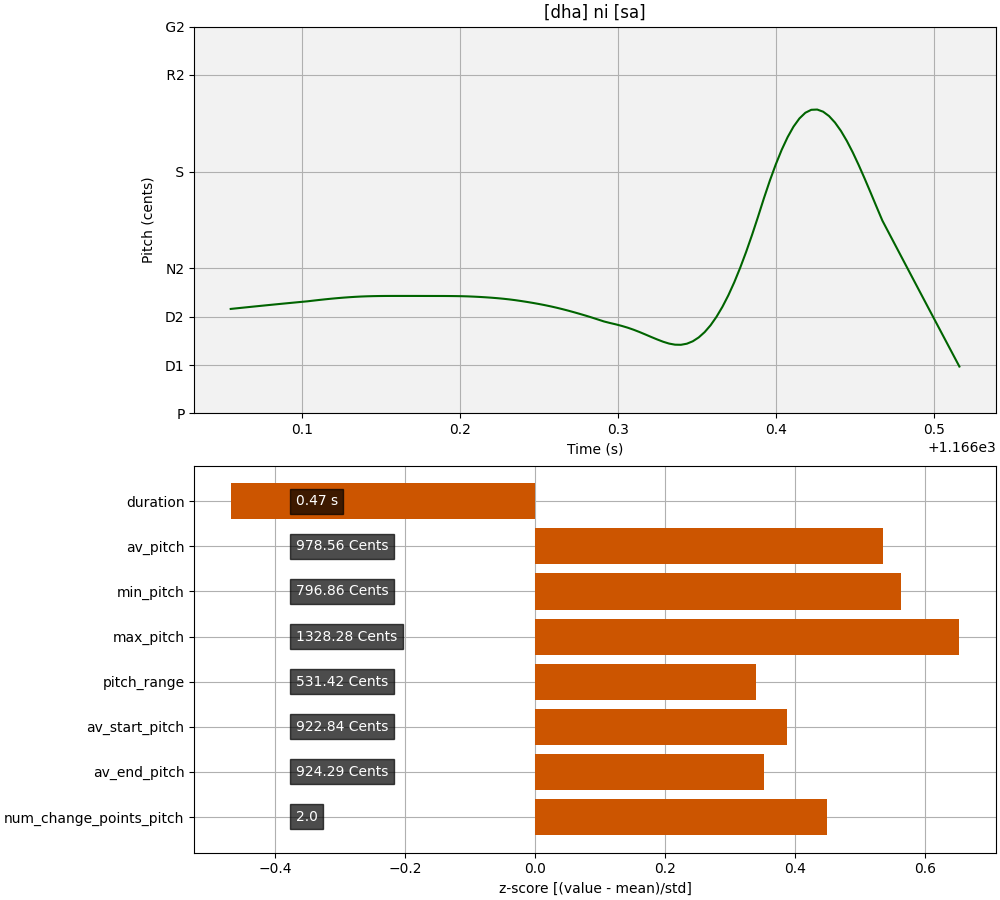 [dha] ni [sa]
G2
R2
S
N2
D2
D1
P
Pitch (cents)
0.1 0.2 0.3 0.4 0.5
Time (s)
+1.166e3
duration 0.47 s
av_pitch 978.56 Cents
min_pitch 796.86 Cents
max_pitch 1328.28 Cents
pitch_range 531.42 Cents
av_start_pitch 922.84 Cents
av_end_pitch 924.29 Cents
num_change_points_pitch 2.0
−0.4 −0.2 0.0 0.2 0.4 0.6
z-score [(value - mean)/std]